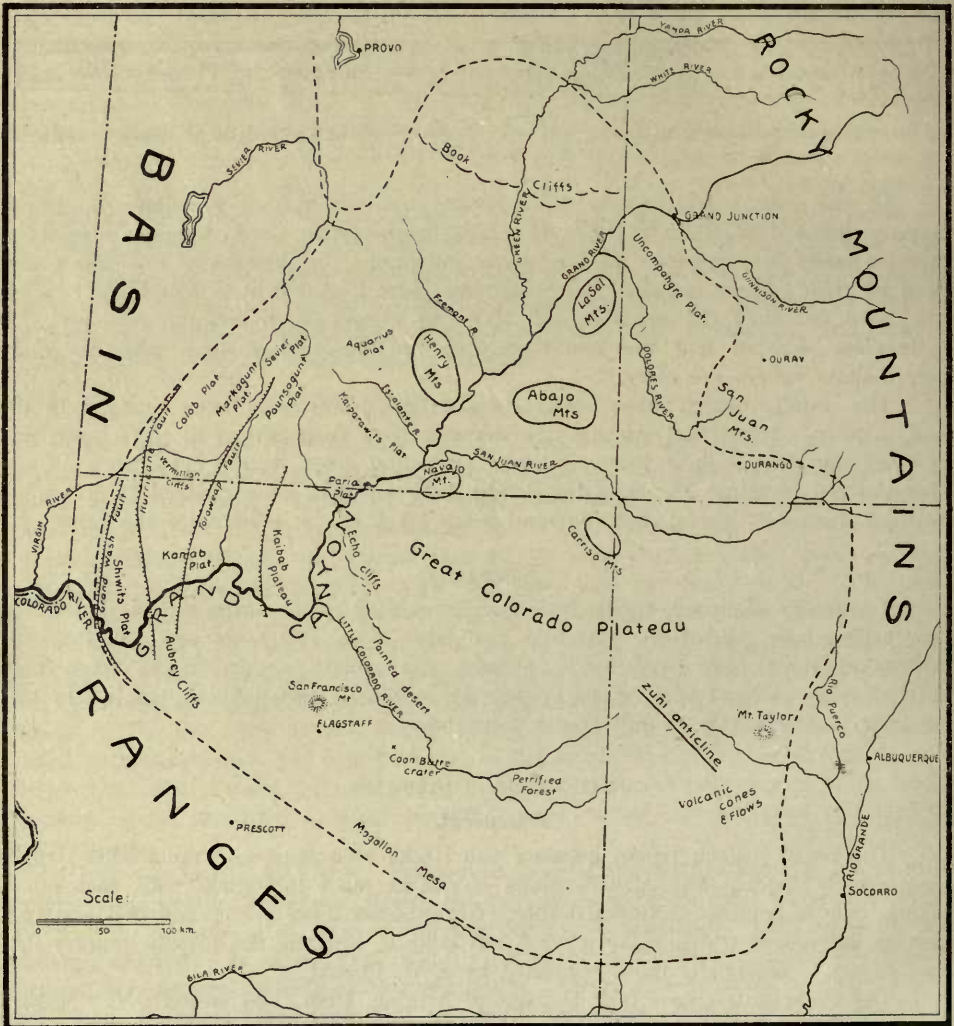 PROVO
YAMPA RIVER
WHITE RIVER
ROCKY
MOUNTAINS
BASIN
RANGES
SEVIER RIVER
Book
Cliffs
GREEN RIVER
GRAND RIVER
GRAND JUNCTION
GUNNISON RIVER
Uncompahgre Plat.
LaSal
Mts.
DOLORES RIVER
OURAY
San
Juan
Mts.
DURANGO
Fremont R.
Aquarius
Plat
Henry
Mts
Escalante R
Kaiparawits Plat
Abajo
Mts
Sevier Plat
Markagunt
Plat.
Paunsagunt
Plat
Colob Plat
Hurricane Fault
Vermillion
Cliffs
Toroweap Fault
VIRGIN RIVER
Grand Wash Fault
Shiwits Plat
Kanab
Plat.
Kaibab
Plateau
Paria
Plat
Navajo
Mt.
SAN JUAN RIVER
Carriso Mts
COLORADO RIVER
GRAND CANYON
Echo cliffs
Great Colorado Plateau
Aubrey Cliffs
LITTLE COLORADO RIVER
Painted desert
San Francisco
Mt
FLAGSTAFF
Coon Butte
Crater
Petrified
Forest
zuñi anticline
Mt. Taylor
Rio Puerco
ALBUQUERQUE
volcanic
cones
& Flows
PRESCOTT
Mogollon
Mesa
RIO GRANDE
SOCORRO
Scale:
0 50 100 km.
GILA RIVER